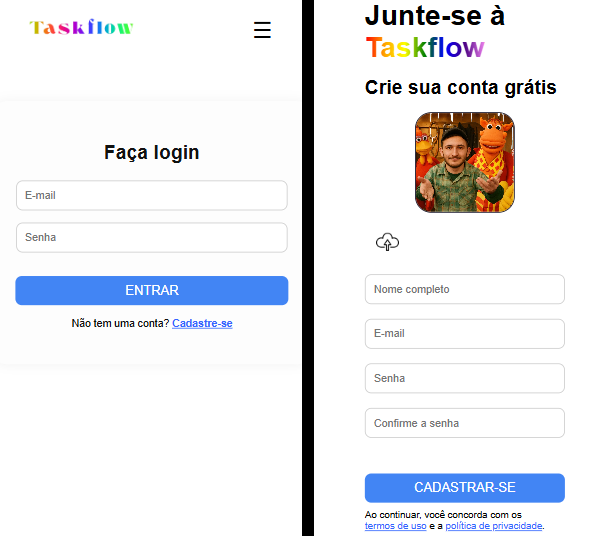 Taskflow
Faça login
E-mail
Senha
ENTRAR
Não tem uma conta? Cadastre-se
Junte-se à
Taskflow
Crie sua conta grátis
Nome completo
E-mail
Senha
Confirme a senha
CADASTRAR-SE
Ao continuar, você concorda com os
termos de uso e a política de privacidade.